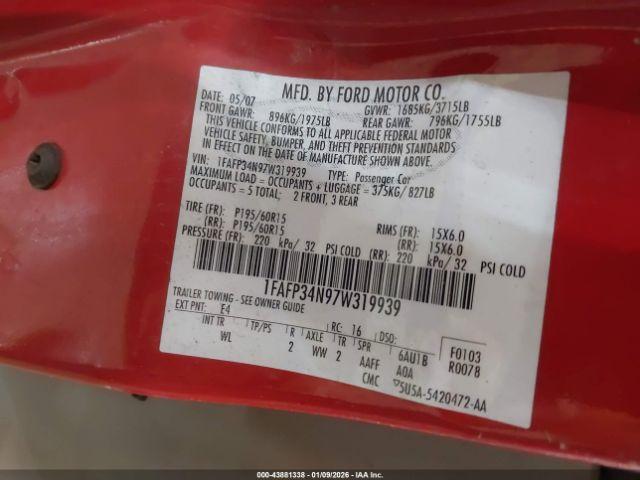 MFD. BY FORD MOTOR CO.
DATE: 05/07 GVWR: 1685KG/3715LB
FRONT GAWR: 896KG/1975LB REAR GAWR: 796KG/1755LB
THIS VEHICLE CONFORMS TO ALL APPLICABLE FEDERAL MOTOR
VEHICLE SAFETY, BUMPER, AND THEFT PREVENTION STANDARDS
IN EFFECT ON THE DATE OF MANUFACTURE SHOWN ABOVE.
VIN: 1FAFP34N97W319939 TYPE: Passenger Car
MAXIMUM LOAD = OCCUPANTS + LUGGAGE = 375KG/ 827LB
OCCUPANTS = 5 TOTAL: 2 FRONT, 3 REAR
TIRE (FR): P195/60R15 RIMS (FR): 15X6.0
(RR): P195/60R15 (RR): 15X6.0
PRESSURE (FR): 220 kPa/ 32 PSI COLD (RR): 220 kPa/ 32 PSI COLD
1FAFP34N97W319939
TRAILER TOWING - SEE OWNER GUIDE
EXT PNT: E4 RC: 16 DSO: F0103
INT TR TP/PS R AXLE TR SPR 6AU1B R0078
WL 2 WW 2 AAFF A0A
CMC 5U5A-5420472-AA
000-43881338 - 01/09/2026 - IAAI.COM